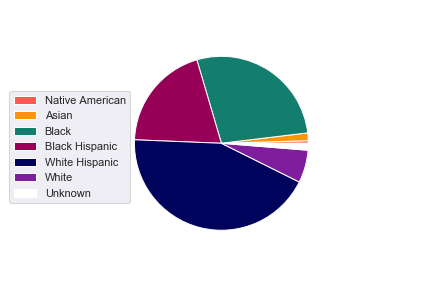 Native American
Asian
Black
Black Hispanic
White Hispanic
White
Unknown